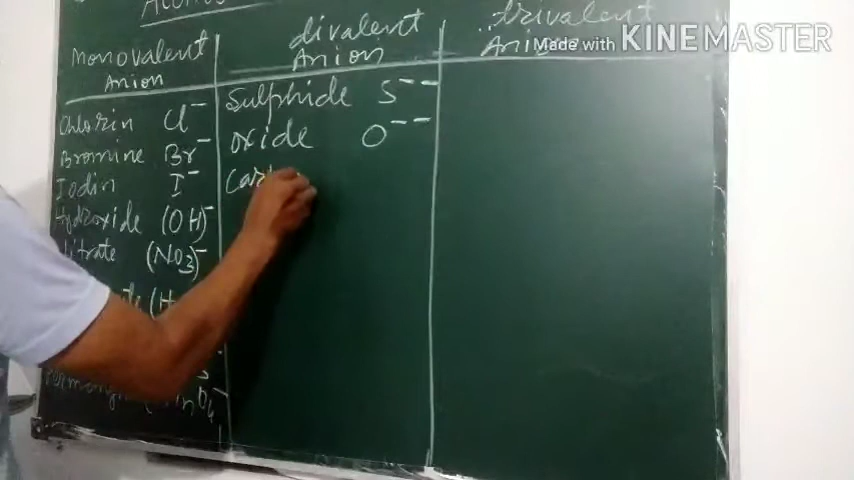 monovalent
Anion
Chlorin Cl⁻
Bromine Br⁻
Iodin I⁻
Hydroxide (OH)⁻
Nitrate (NO3)⁻
divalent
Anion
Sulphide S⁻⁻
oxide O⁻⁻
Car
trivalent
Made with KINEMASTER